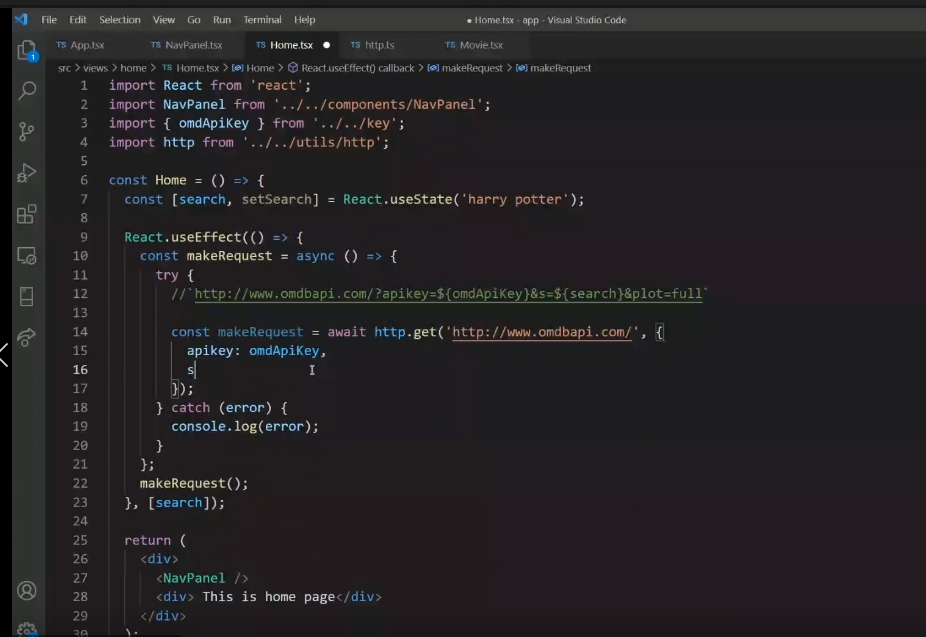 File Edit Selection View Go Run Terminal Help ● Home.tsx - app - Visual Studio Code
TS App.tsx TS NavPanel.tsx TS Home.tsx ● TS http.ts TS Movie.tsx
src > views > home > TS Home.tsx > Home > React.useEffect() callback > makeRequest > makeRequest
1 import React from 'react';
2 import NavPanel from '../../components/NavPanel';
3 import { omdApiKey } from '../../key';
4 import http from '../../utils/http';
5
6 const Home = () => {
7 const [search, setSearch] = React.useState('harry potter');
8
9 React.useEffect(() => {
10 const makeRequest = async () => {
11 try {
12 //`http://www.omdbapi.com/?apikey=${omdApiKey}&s=${search}&plot=full`
13
14 const makeRequest = await http.get('http://www.omdbapi.com/', {
15 apikey: omdApiKey,
16 s
17 });
18 } catch (error) {
19 console.log(error);
20 }
21 };
22 makeRequest();
23 }, [search]);
24
25 return (
26 <div>
27 <NavPanel />
28 <div> This is home page</div>
29 </div>
30 );
1